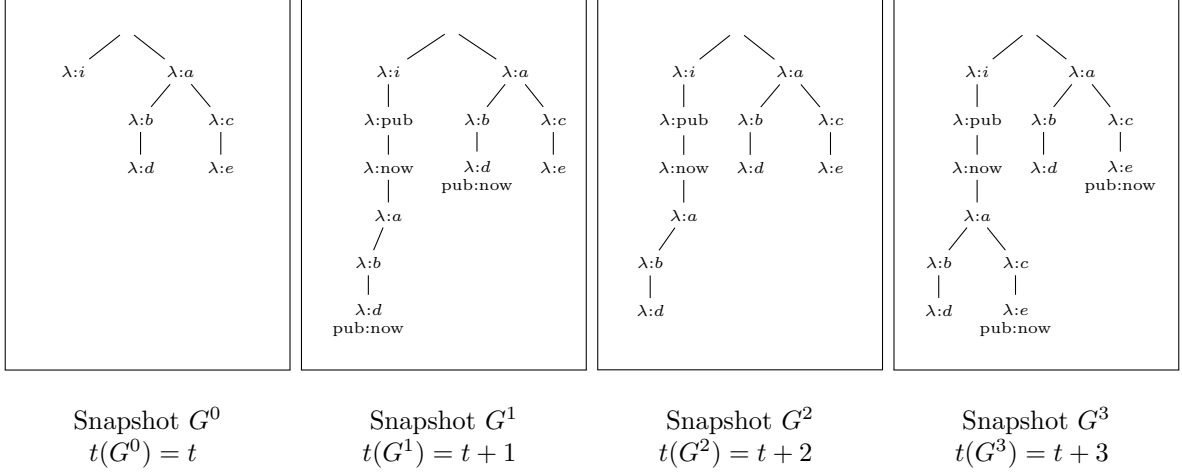 λ:i λ:a
λ:b λ:c
λ:d λ:e
Snapshot G⁰
t(G⁰) = t
λ:i λ:a
λ:pub λ:b λ:c
λ:now λ:d λ:e
pub:now
λ:a
λ:b
λ:d
pub:now
Snapshot G¹
t(G¹) = t + 1
λ:i λ:a
λ:pub λ:b λ:c
λ:now λ:d λ:e
λ:a
λ:b
λ:d
Snapshot G²
t(G²) = t + 2
λ:i λ:a
λ:pub λ:b λ:c
λ:now λ:d λ:e
pub:now
λ:a
λ:b λ:c
λ:d λ:e
pub:now
Snapshot G³
t(G³) = t + 3